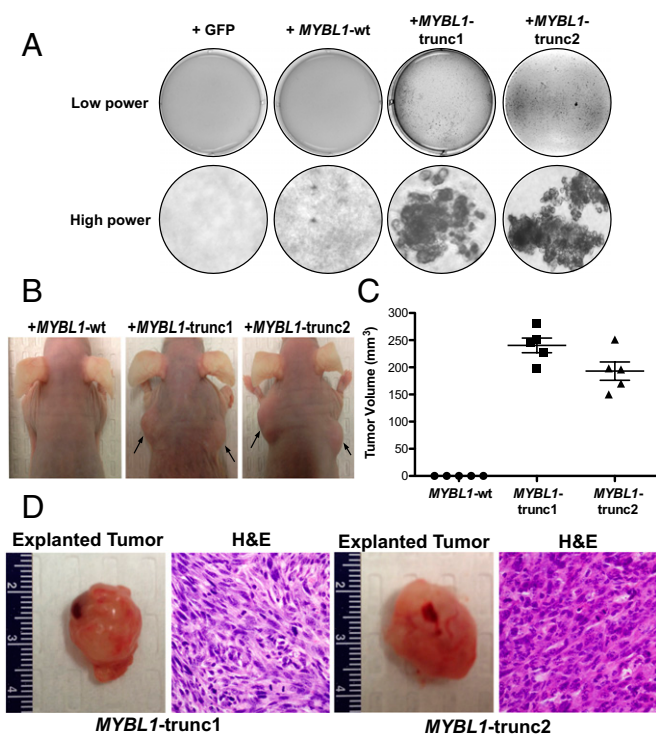 A
+ GFP
+ MYBL1-wt
+MYBL1-
trunc1
+MYBL1-
trunc2
Low power
High power
B
+MYBL1-wt
+MYBL1-trunc1
+MYBL1-trunc2
C
Tumor Volume (mm³)
300
250
200
150
100
50
0
MYBL1-wt
MYBL1-
trunc1
MYBL1-
trunc2
D
Explanted Tumor
H&E
Explanted Tumor
H&E
2
3
4
2
3
4
MYBL1-trunc1
MYBL1-trunc2